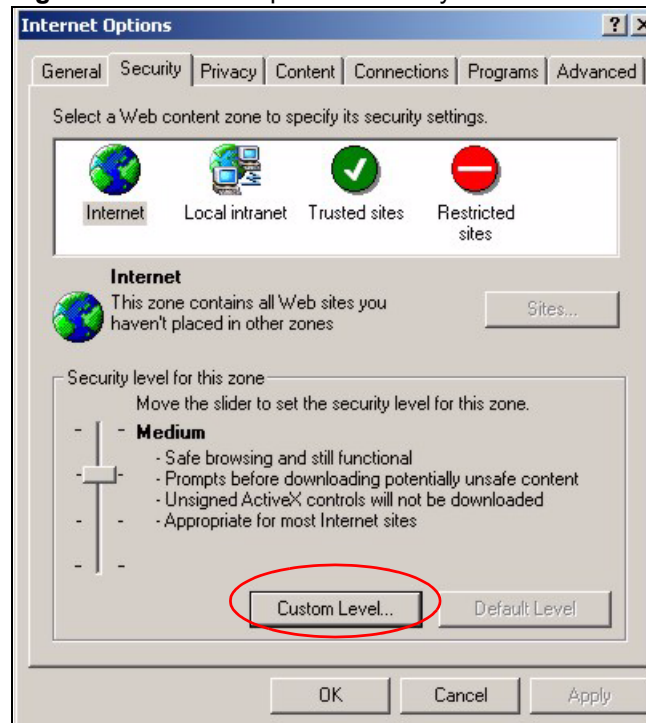 Internet Options
General Security Privacy Content Connections Programs Advanced
Select a Web content zone to specify its security settings.
Internet Local intranet Trusted sites Restricted
sites
Internet
This zone contains all Web sites you
haven't placed in other zones
Sites...
Security level for this zone
Move the slider to set the security level for this zone.
Medium
- Safe browsing and still functional
- Prompts before downloading potentially unsafe content
- Unsigned ActiveX controls will not be downloaded
- Appropriate for most Internet sites
Custom Level... Default Level
OK Cancel Apply